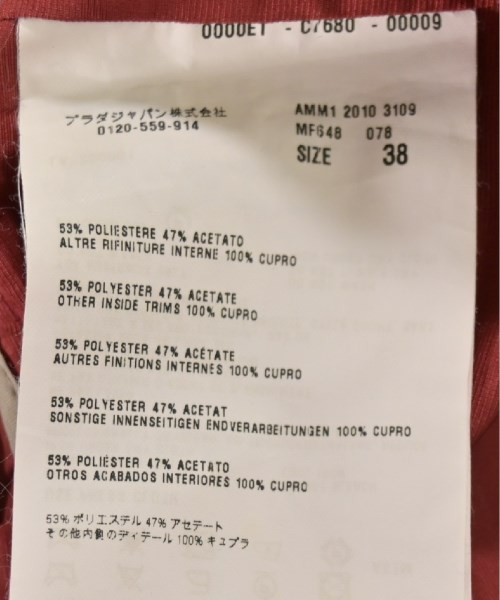 0000ET - C7680 - 00009
プラダジャパン株式会社
0120-559-914
AMM1 2010 3109
MF648 078
SIZE 38
53% POLIESTERE 47% ACETATO
ALTRE RIFINITURE INTERNE 100% CUPRO
53% POLYESTER 47% ACETATE
OTHER INSIDE TRIMS 100% CUPRO
53% POLYESTER 47% ACÉTATE
AUTRES FINITIONS INTERNES 100% CUPRO
53% POLYESTER 47% ACETAT
SONSTIGE INNENSEITIGEN ENDVERARBEITUNGEN 100% CUPRO
53% POLIÉSTER 47% ACETATO
OTROS ACABADOS INTERIORES 100% CUPRO
53% ポリエステル 47% アセテート
その他内側のディテール 100% キュプラ